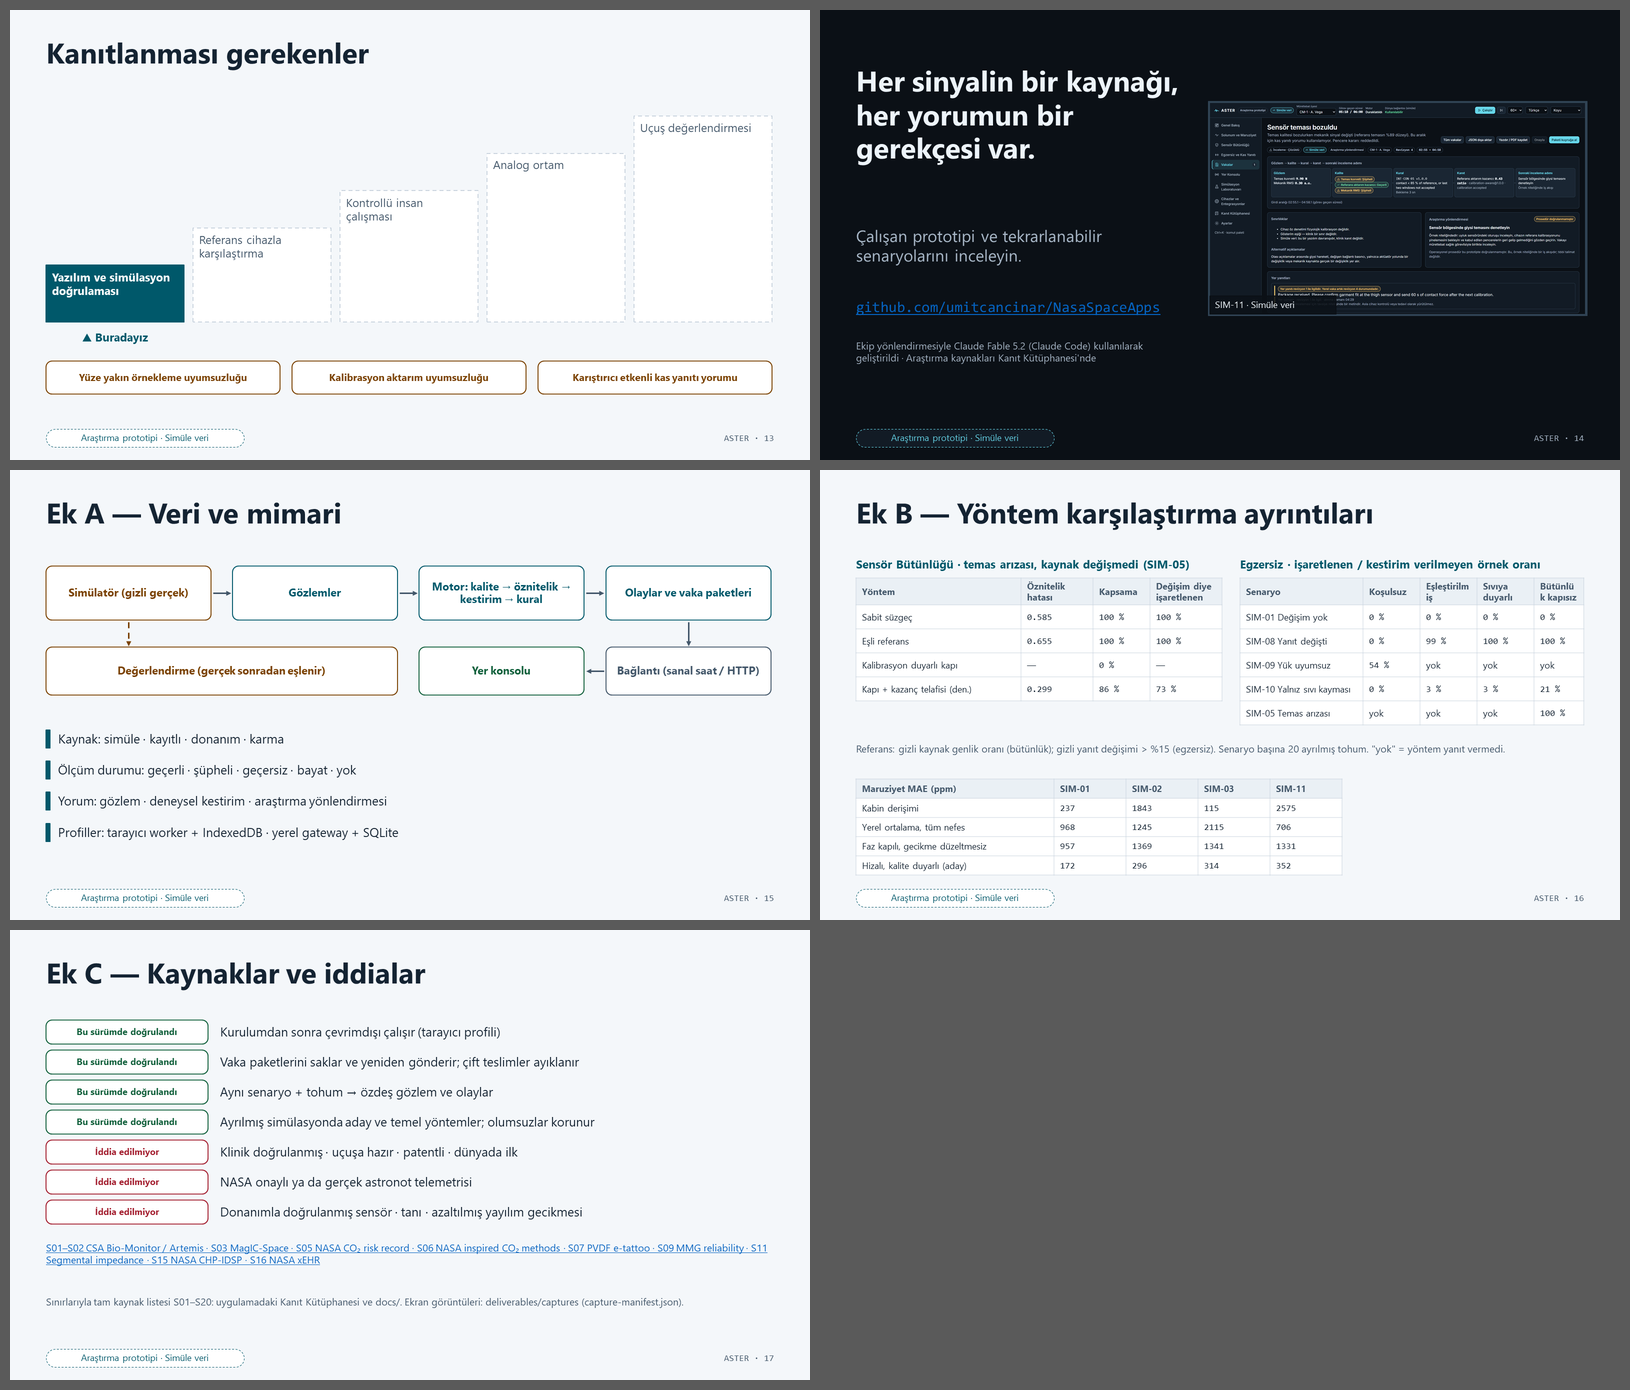 Kanıtlanması gerekenler
Uçuş değerlendirmesi
Analog ortam
Kontrollü insan
çalışması
Referans cihazla
karşılaştırma
Yazılım ve simülasyon
doğrulaması
▲ Buradayız
Yüze yakın örnekleme uyumsuzluğu
Kalibrasyon aktarım uyumsuzluğu
Karıştırıcı etkenli kas yanıtı yorumu
Araştırma prototipi · Simüle veri
ASTER · 13
Her sinyalin bir kaynağı,
her yorumun bir
gerekçesi var.
Çalışan prototipi ve tekrarlanabilir
senaryolarını inceleyin.
github.com/umitcancinar/NasaSpaceApps
Ekip yönlendirmesiyle Claude Fable 5.2 (Claude Code) kullanılarak
geliştirildi · Araştırma kaynakları Kanıt Kütüphanesi'nde
ASTER
Sensör teması bozuldu
SIM-11 · Simüle veri
Araştırma prototipi · Simüle veri
ASTER · 14
Ek A — Veri ve mimari
Simülatör (gizli gerçek)
Gözlemler
Motor: kalite → öznitelik →
kestirim → kural
Olaylar ve vaka paketleri
Değerlendirme (gerçek sonradan eşlenir)
Yer konsolu
Bağlantı (sanal saat / HTTP)
Kaynak: simüle · kayıtlı · donanım · karma
Ölçüm durumu: geçerli · şüpheli · geçersiz · bayat · yok
Yorum: gözlem · deneysel kestirim · araştırma yönlendirmesi
Profiller: tarayıcı worker + IndexedDB · yerel gateway + SQLite
Araştırma prototipi · Simüle veri
ASTER · 15
Ek B — Yöntem karşılaştırma ayrıntıları
Sensör Bütünlüğü · temas arızası, kaynak değişmedi (SIM-05)
Yöntem Öznitelik hatası Kapsama Değişim diye işaretlenen
Sabit süzgeç 0.585 100 % 100 %
Eşli referans 0.655 100 % 100 %
Kalibrasyon duyarlı kapı — 0 % —
Kapı + kazanç telafisi (den.) 0.299 86 % 73 %
Egzersiz · işaretlenen / kestirim verilmeyen örnek oranı
Senaryo Koşulsuz Eşleştirilmiş Sıvıya duyarlı Bütünlük kapısız
SIM-01 Değişim yok 0 % 0 % 0 % 0 %
SIM-08 Yanıt değişti 0 % 99 % 100 % 100 %
SIM-09 Yük uyumsuz 54 % yok yok yok
SIM-10 Yalnız sıvı kayması 0 % 3 % 3 % 21 %
SIM-05 Temas arızası yok yok yok 100 %
Referans: gizli kaynak genlik oranı (bütünlük); gizli yanıt değişimi > %15 (egzersiz). Senaryo başına 20 ayrılmış tohum. "yok" = yöntem yanıt vermedi.
Maruziyet MAE (ppm) SIM-01 SIM-02 SIM-03 SIM-11
Kabin derişimi 237 1843 115 2575
Yerel ortalama, tüm nefes 968 1245 2115 706
Faz kapılı, gecikme düzeltmesiz 957 1369 1341 1331
Hizalı, kalite duyarlı (aday) 172 296 314 352
Araştırma prototipi · Simüle veri
ASTER · 16
Ek C — Kaynaklar ve iddialar
Bu sürümde doğrulandı Kurulumdan sonra çevrimdışı çalışır (tarayıcı profili)
Bu sürümde doğrulandı Vaka paketlerini saklar ve yeniden gönderir; çift teslimler ayıklanır
Bu sürümde doğrulandı Aynı senaryo + tohum → özdeş gözlem ve olaylar
Bu sürümde doğrulandı Ayrılmış simülasyonda aday ve temel yöntemler; olumsuzlar korunur
İddia edilmiyor Klinik doğrulanmış · uçuşa hazır · patentli · dünyada ilk
İddia edilmiyor NASA onaylı ya da gerçek astronot telemetrisi
İddia edilmiyor Donanımla doğrulanmış sensör · tanı · azaltılmış yayılım gecikmesi
S01–S02 CSA Bio-Monitor / Artemis · S03 MagIC-Space · S05 NASA CO₂ risk record · S06 NASA inspired CO₂ methods · S07 PVDF e-tattoo · S09 MMG reliability · S11
Segmental impedance · S15 NASA CHP-IDSP · S16 NASA xEHR
Sınırlarıyla tam kaynak listesi S01–S20: uygulamadaki Kanıt Kütüphanesi ve docs/. Ekran görüntüleri: deliverables/captures (capture-manifest.json).
Araştırma prototipi · Simüle veri
ASTER · 17